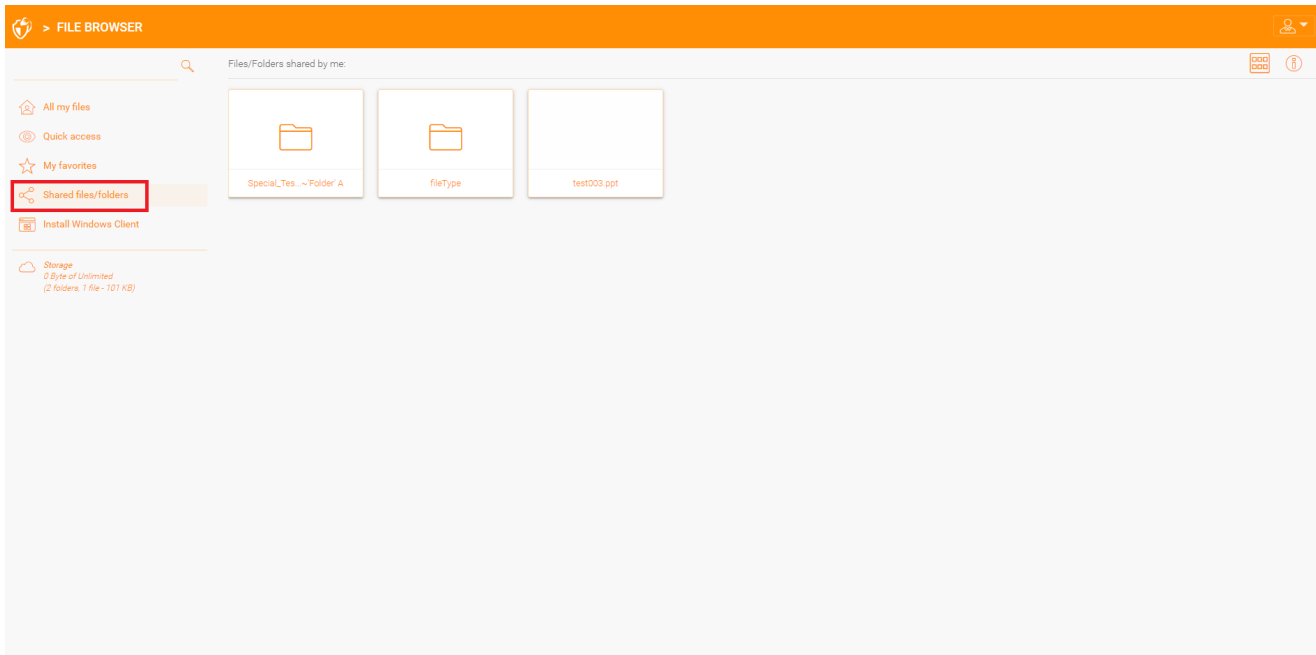 > FILE BROWSER
Files/Folders shared by me:
All my files
Quick access
My favorites
Shared files/folders
Install Windows Client
Storage
0 Byte of Unlimited
(2 folders, 1 file - 101 KB)
Special_Tes...~'Folder' A
fileType
test003.ppt